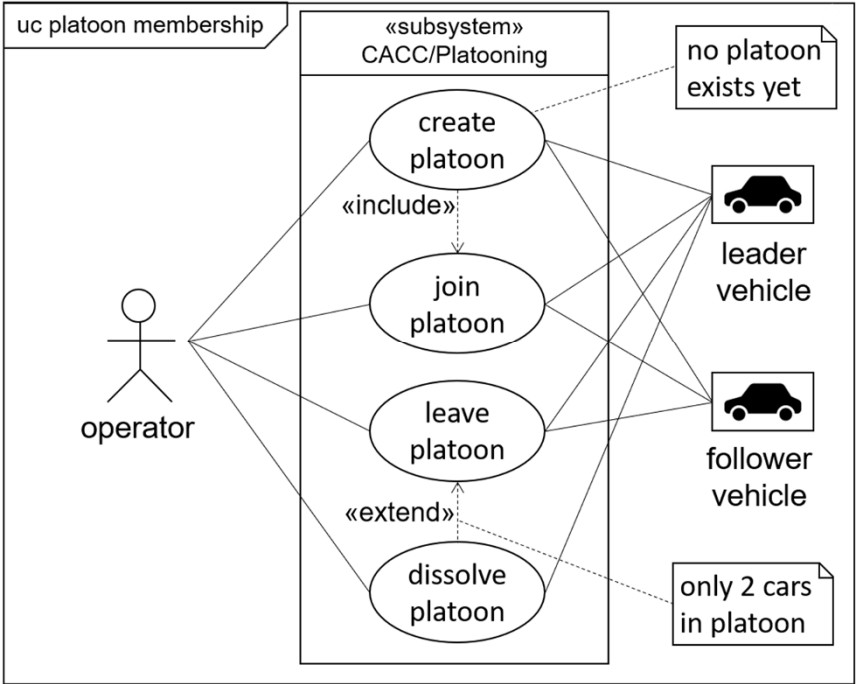 uc platoon membership
«subsystem»
CACC/Platooning
no platoon
exists yet
create
platoon
«include»
leader
vehicle
join
platoon
operator
leave
platoon
follower
vehicle
«extend»
dissolve
platoon
only 2 cars
in platoon